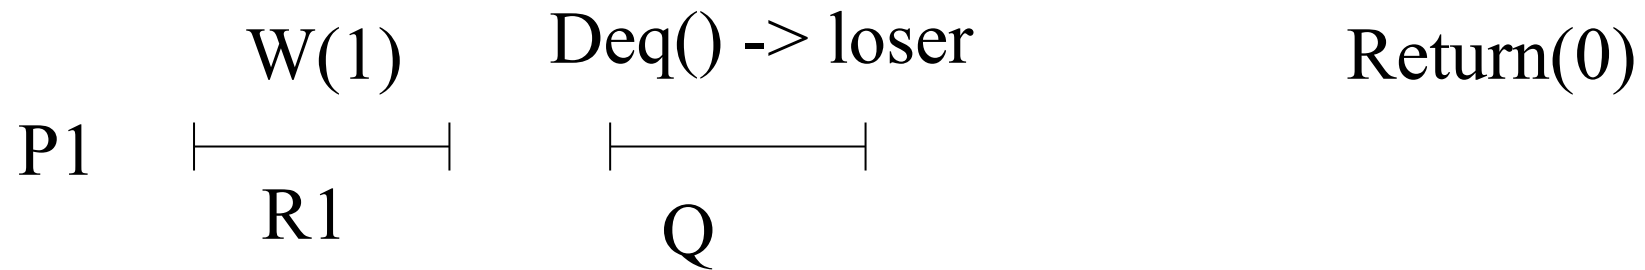 W(1) Deq() -> loser Return(0)
P1
R1 Q